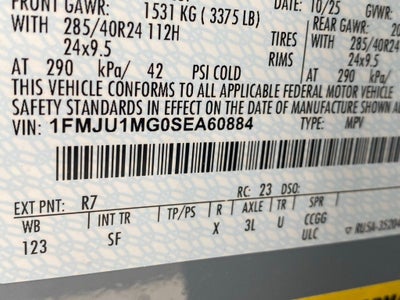 FRONT GAWR: DATE: 10/25 GVWR:
1531 KG ( 3375 LB) REAR GAWR:
WITH 285/40R24 112H TIRES WITH 285/40R24
24x9.5 RIMS 24x9.5
AT 290 kPa/ 42 PSI COLD AT 290 kPa/
THIS VEHICLE CONFORMS TO ALL APPLICABLE FEDERAL MOTOR VEHICLE
SAFETY STANDARDS IN EFFECT ON THE DATE OF MANUFACTURE SHOWN
VIN: 1FMJU1MG0SEA60884 TYPE: MPV
EXT PNT: R7 RC: 23 DSO:
WB INT TR TP/PS R AXLE TR SPR
123 SF X 3L U CCGG
ULC